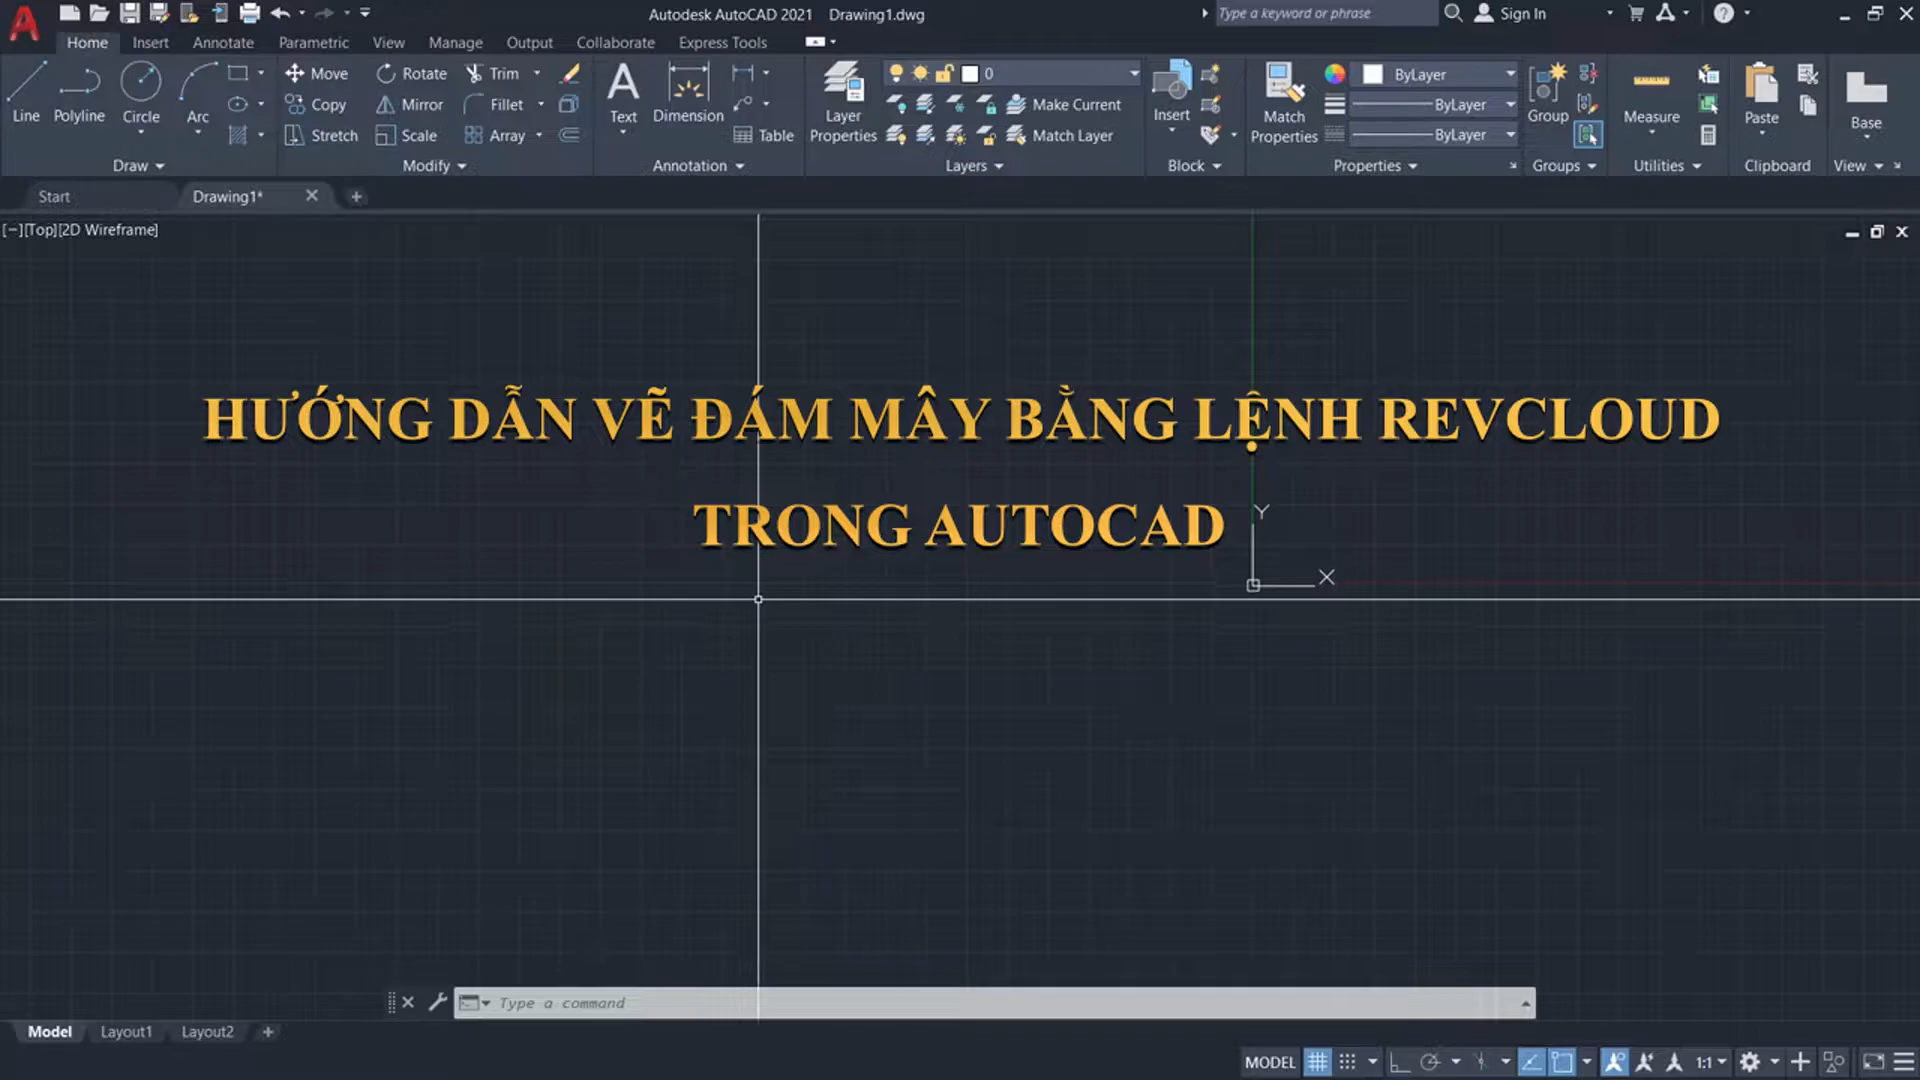 Autodesk AutoCAD 2021 Drawing1.dwg
Type a keyword or phrase
Sign In
Home Insert Annotate Parametric View Manage Output Collaborate Express Tools
Line Polyline Circle Arc
Move Rotate Trim
Copy Mirror Fillet
Stretch Scale Array
Text Dimension Table
Layer Properties
0
Make Current
Match Layer
Insert
Match Properties
ByLayer
ByLayer
ByLayer
Group
Measure
Paste
Base
Draw Modify Annotation Layers Block Properties Groups Utilities Clipboard View
Start Drawing1*
[−][Top][2D Wireframe]
HƯỚNG DẪN VẼ ĐÁM MÂY BẰNG LỆNH REVCLOUD
TRONG AUTOCAD
Y
X
Type a command
Model Layout1 Layout2
MODEL 1:1